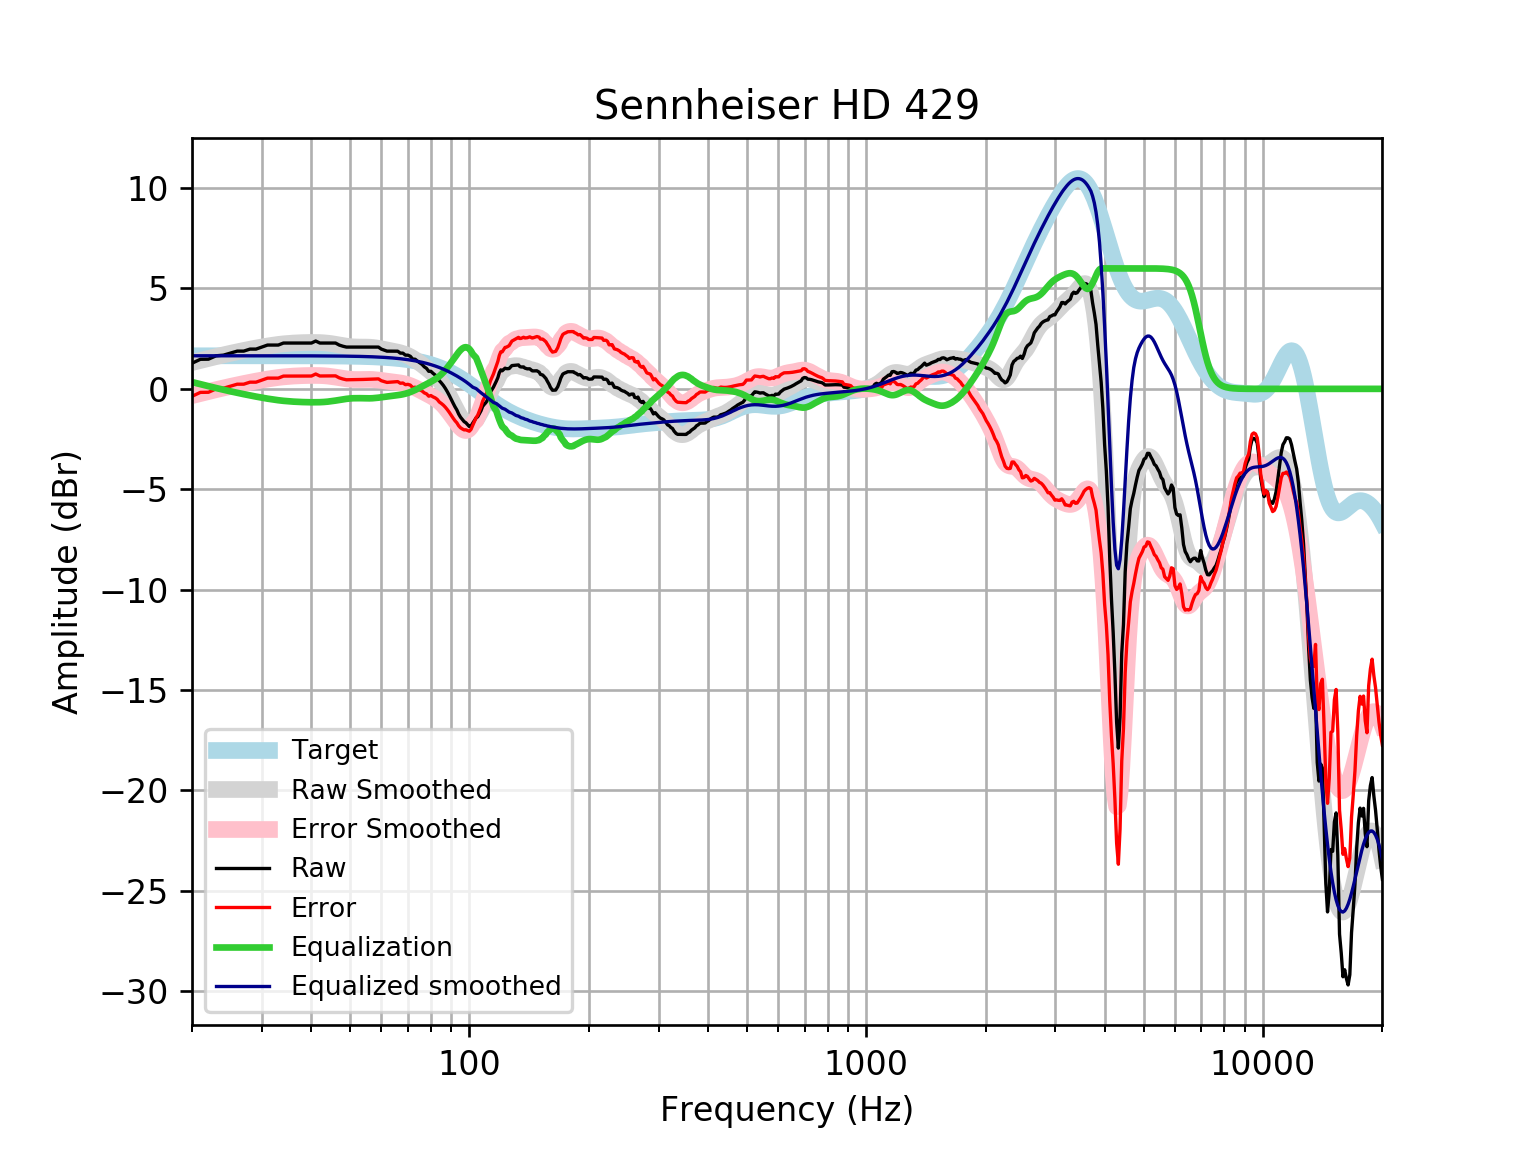 Sennheiser HD 429
Amplitude (dBr)
10
5
0
−5
−10
−15
−20
−25
−30
Target
Raw Smoothed
Error Smoothed
Raw
Error
Equalization
Equalized smoothed
100
1000
10000
Frequency (Hz)